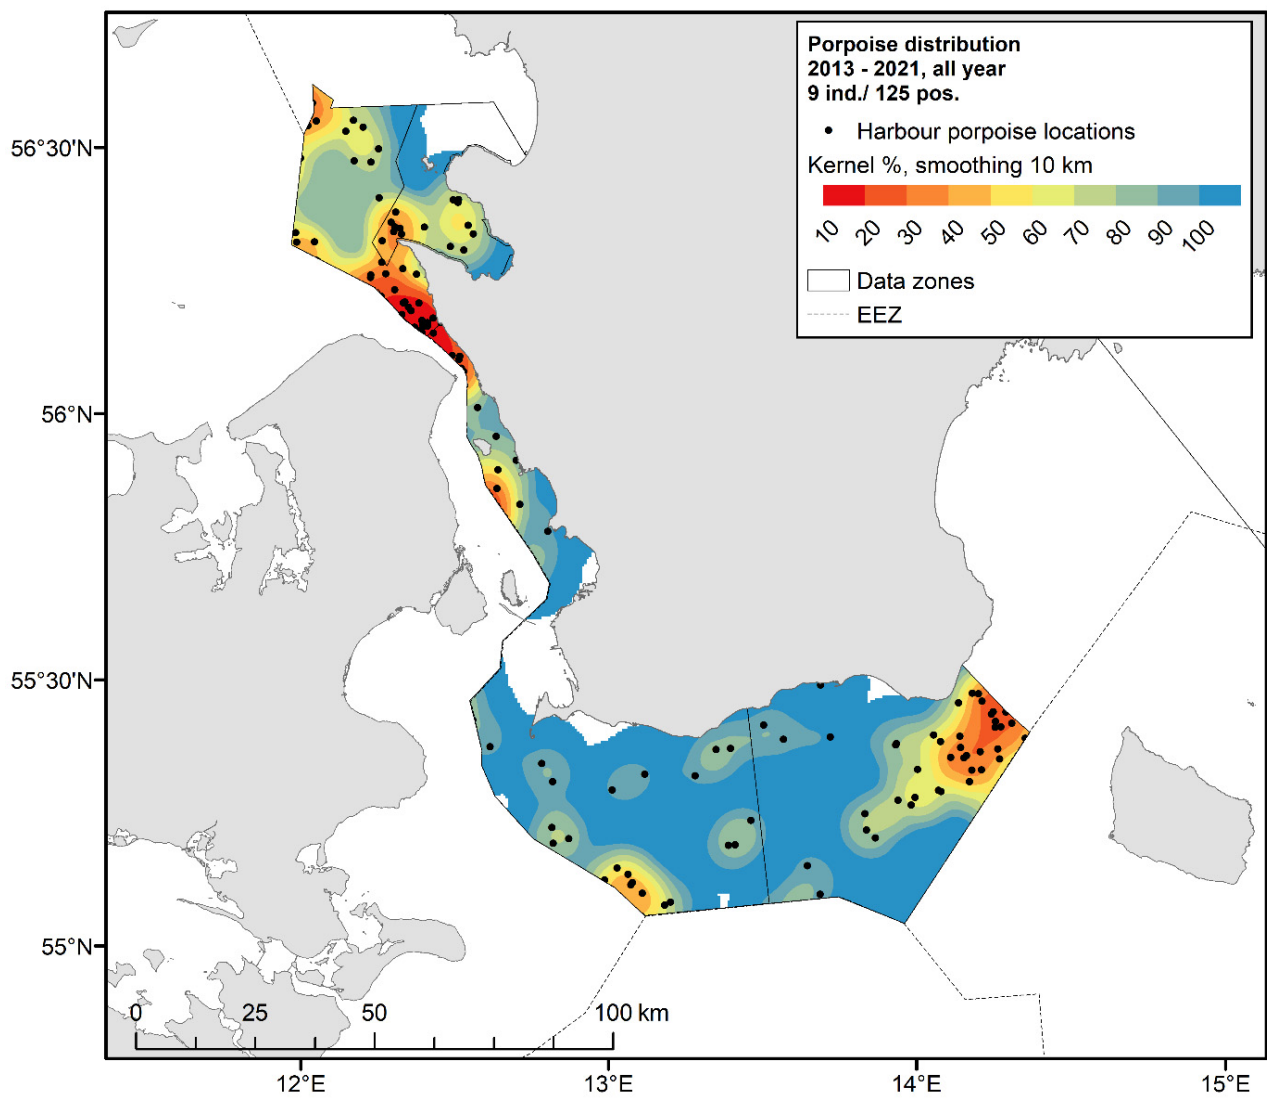 Porpoise distribution
2013 - 2021, all year
9 ind./ 125 pos.
Harbour porpoise locations
Kernel %, smoothing 10 km
10 20 30 40 50 60 70 80 90 100
Data zones
EEZ
56°30'N
56°N
55°30'N
55°N
0 25 50 100 km
12°E 13°E 14°E 15°E